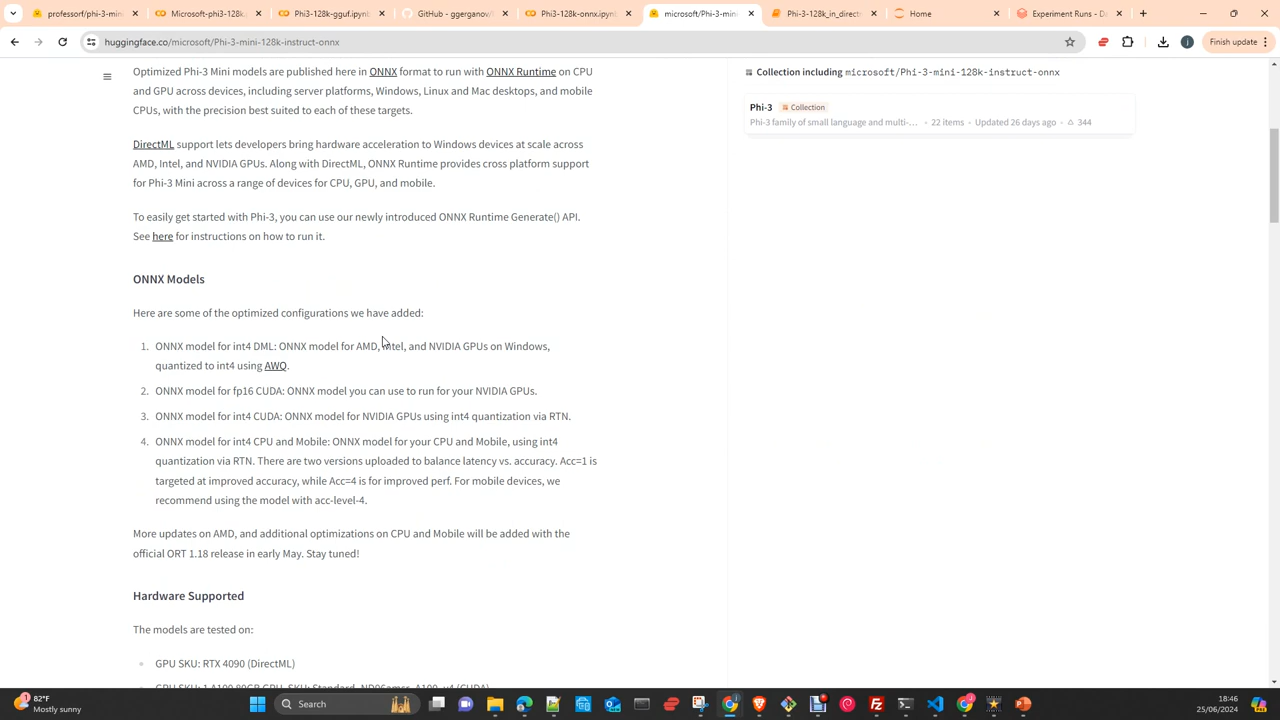 professorf/phi-3-mini
Microsoft-phi-3-128k.
Phi3-128k-gguf.ipynb
GitHub - ggerganov/
Phi3-128k-onnx.ipynb
microsoft/Phi-3-mini
Phi-3-128k_in_direct
Home
Experiment Runs - Da
huggingface.co/microsoft/Phi-3-mini-128k-instruct-onnx
Finish update
Optimized Phi-3 Mini models are published here in ONNX format to run with ONNX Runtime on CPU
and GPU across devices, including server platforms, Windows, Linux and Mac desktops, and mobile
CPUs, with the precision best suited to each of these targets.
DirectML support lets developers bring hardware acceleration to Windows devices at scale across
AMD, Intel, and NVIDIA GPUs. Along with DirectML, ONNX Runtime provides cross platform support
for Phi-3 Mini across a range of devices for CPU, GPU, and mobile.
To easily get started with Phi-3, you can use our newly introduced ONNX Runtime Generate() API.
See here for instructions on how to run it.
ONNX Models
Here are some of the optimized configurations we have added:
1. ONNX model for int4 DML: ONNX model for AMD, Intel, and NVIDIA GPUs on Windows,
quantized to int4 using AWQ.
2. ONNX model for fp16 CUDA: ONNX model you can use to run for your NVIDIA GPUs.
3. ONNX model for int4 CUDA: ONNX model for NVIDIA GPUs using int4 quantization via RTN.
4. ONNX model for int4 CPU and Mobile: ONNX model for your CPU and Mobile, using int4
quantization via RTN. There are two versions uploaded to balance latency vs. accuracy. Acc=1 is
targeted at improved accuracy, while Acc=4 is for improved perf. For mobile devices, we
recommend using the model with acc-level-4.
More updates on AMD, and additional optimizations on CPU and Mobile will be added with the
official ORT 1.18 release in early May. Stay tuned!
Hardware Supported
The models are tested on:
GPU SKU: RTX 4090 (DirectML)
GPU SKU: 1 A100 80GB GPU, SKU: Standard_ND96amsr_A100_v4 (CUDA)
Collection including microsoft/Phi-3-mini-128k-instruct-onnx
Phi-3 Collection
Phi-3 family of small language and multi-... • 22 items • Updated 26 days ago • 344
82°F
Mostly sunny
Search
18:46
25/06/2024